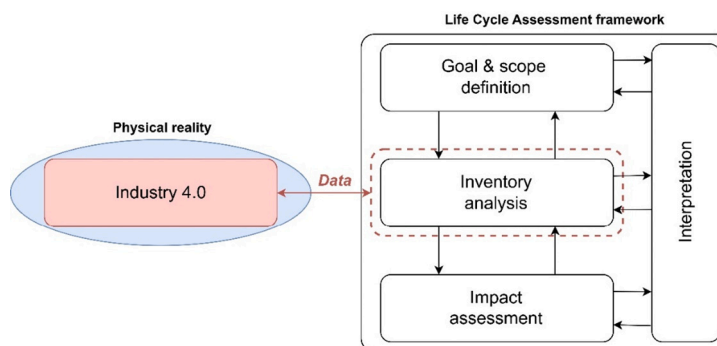 Life Cycle Assessment framework
Goal & scope
definition
Physical reality
Industry 4.0
Data
Inventory
analysis
Interpretation
Impact
assessment